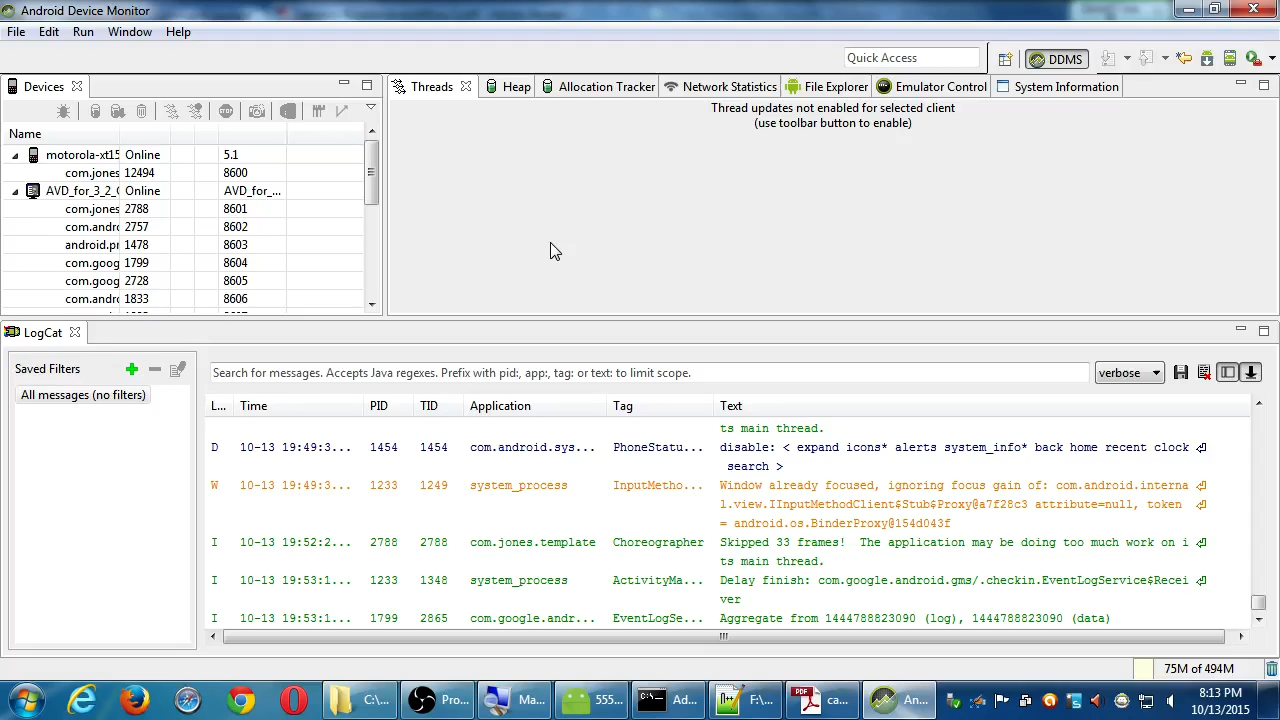 Android Device Monitor
File Edit Run Window Help
Quick Access
DDMS
Devices
Threads Heap Allocation Tracker Network Statistics File Explorer Emulator Control System Information
Thread updates not enabled for selected client
(use toolbar button to enable)
Name
motorola-xt15 Online 5.1
com.jones 12494 8600
AVD_for_3_2_ Online AVD_for_...
com.jones 2788 8601
com.andro 2757 8602
android.pr 1478 8603
com.goog 1799 8604
com.goog 2728 8605
com.andro 1833 8606
LogCat
Saved Filters
All messages (no filters)
Search for messages. Accepts Java regexes. Prefix with pid:, app:, tag: or text: to limit scope.
verbose
L... Time PID TID Application Tag Text
ts main thread.
D 10-13 19:49:3... 1454 1454 com.android.sys... PhoneStatu... disable: < expand icons* alerts system_info* back home recent clock
search >
W 10-13 19:49:3... 1233 1249 system_process InputMetho... Window already focused, ignoring focus gain of: com.android.interna
l.view.IInputMethodClient$Stub$Proxy@a7f28c3 attribute=null, token
= android.os.BinderProxy@154d043f
I 10-13 19:52:2... 2788 2788 com.jones.template Choreographer Skipped 33 frames! The application may be doing too much work on i
ts main thread.
I 10-13 19:53:1... 1233 1348 system_process ActivityMa... Delay finish: com.google.android.gms/.checkin.EventLogService$Recei
ver
I 10-13 19:53:1... 1799 2865 com.google.andr... EventLogSe... Aggregate from 1444788823090 (log), 1444788823090 (data)
75M of 494M
C:\... Pro... Ma... 555... Ad... F:\... PDF ca... An...
8:13 PM
10/13/2015